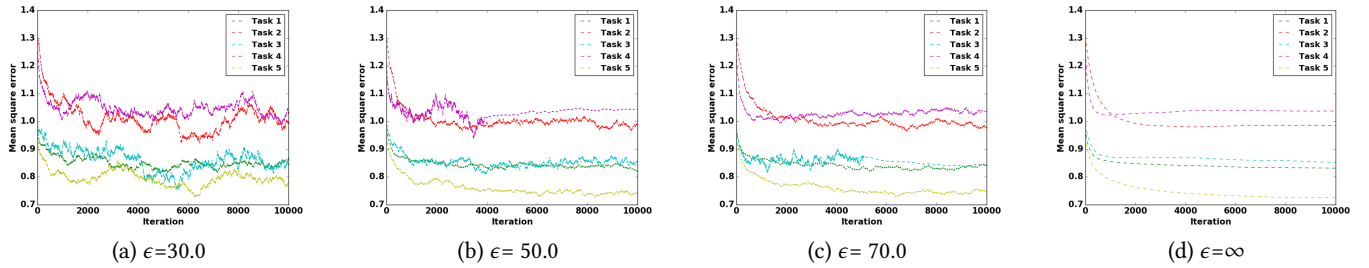 Mean square error
1.4
1.3
1.2
1.1
1.0
0.9
0.8
0.7
0 2000 4000 6000 8000 10000
Iteration
Task 1
Task 2
Task 3
Task 4
Task 5
(a) ϵ=30.0
Mean square error
1.4
1.3
1.2
1.1
1.0
0.9
0.8
0.7
0 2000 4000 6000 8000 10000
Iteration
Task 1
Task 2
Task 3
Task 4
Task 5
(b) ϵ= 50.0
Mean square error
1.4
1.3
1.2
1.1
1.0
0.9
0.8
0.7
0 2000 4000 6000 8000 10000
Iteration
Task 1
Task 2
Task 3
Task 4
Task 5
(c) ϵ= 70.0
Mean square error
1.4
1.3
1.2
1.1
1.0
0.9
0.8
0.7
0 2000 4000 6000 8000 10000
Iteration
Task 1
Task 2
Task 3
Task 4
Task 5
(d) ϵ=∞